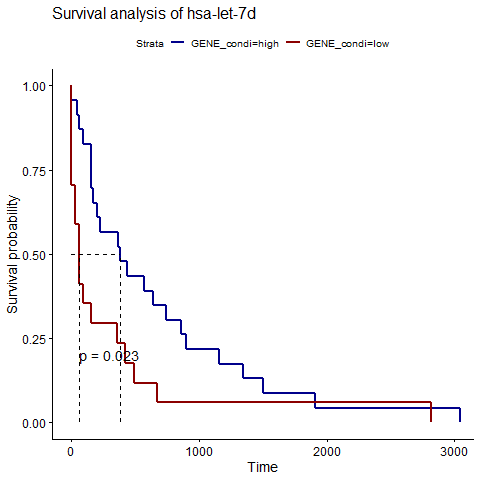 Survival analysis of hsa-let-7d
Strata GENE_condi=high GENE_condi=low
1.00
0.75
0.50
0.25
0.00
Survival probability
p = 0.023
0 1000 2000 3000
Time